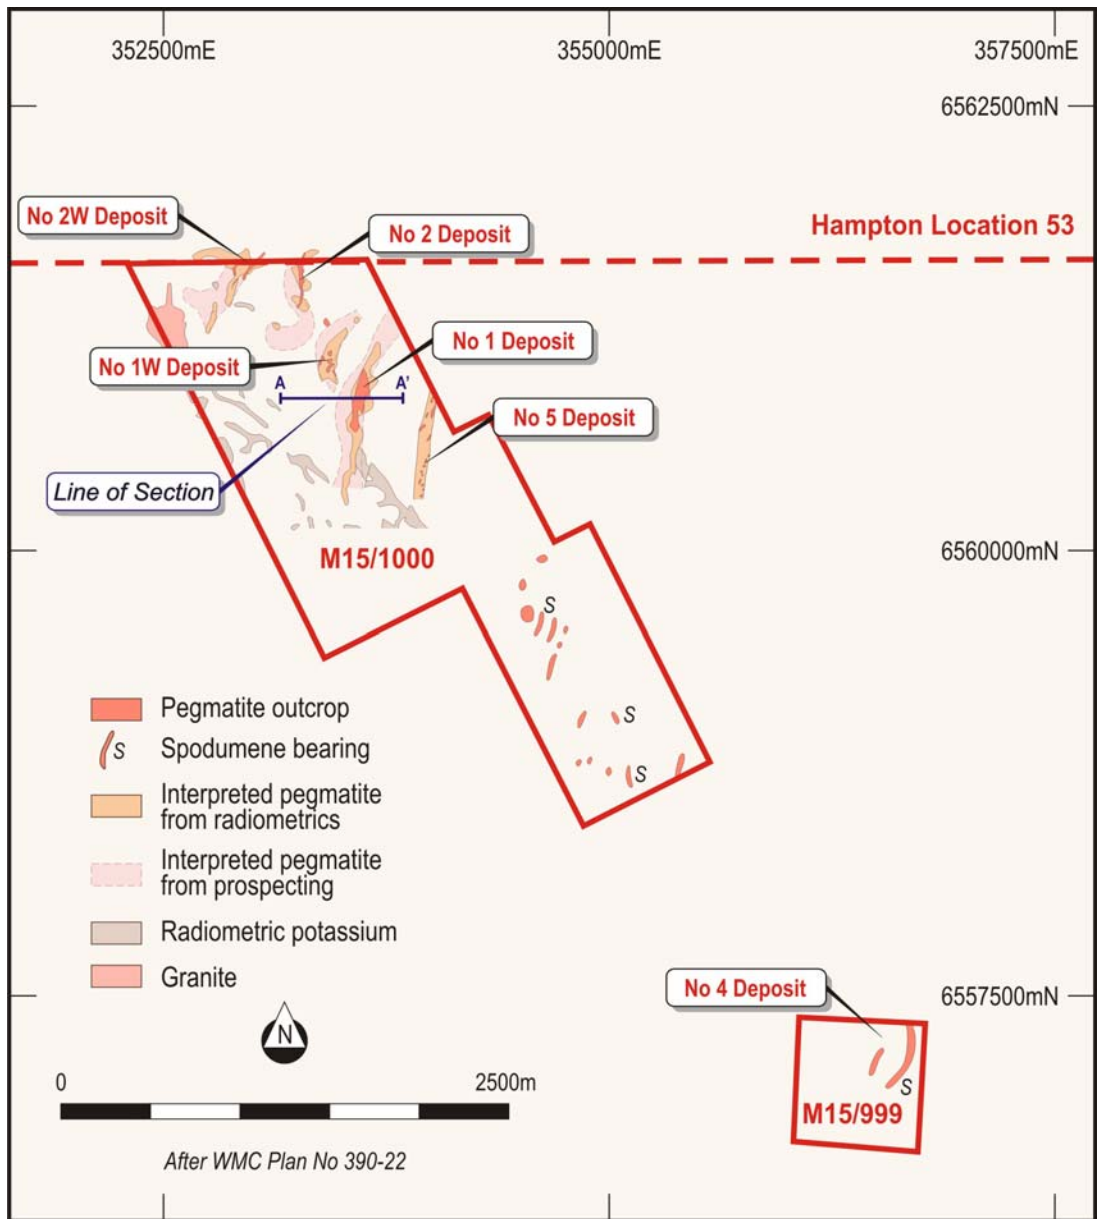 352500mE
355000mE
357500mE
6562500mN
No 2W Deposit
No 2 Deposit
Hampton Location 53
No 1W Deposit
No 1 Deposit
A
A'
No 5 Deposit
Line of Section
M15/1000
6560000mN
S
S
S
Pegmatite outcrop
S
Spodumene bearing
Interpreted pegmatite
from radiometrics
Interpreted pegmatite
from prospecting
Radiometric potassium
Granite
N
0
2500m
After WMC Plan No 390-22
No 4 Deposit
6557500mN
S
M15/999